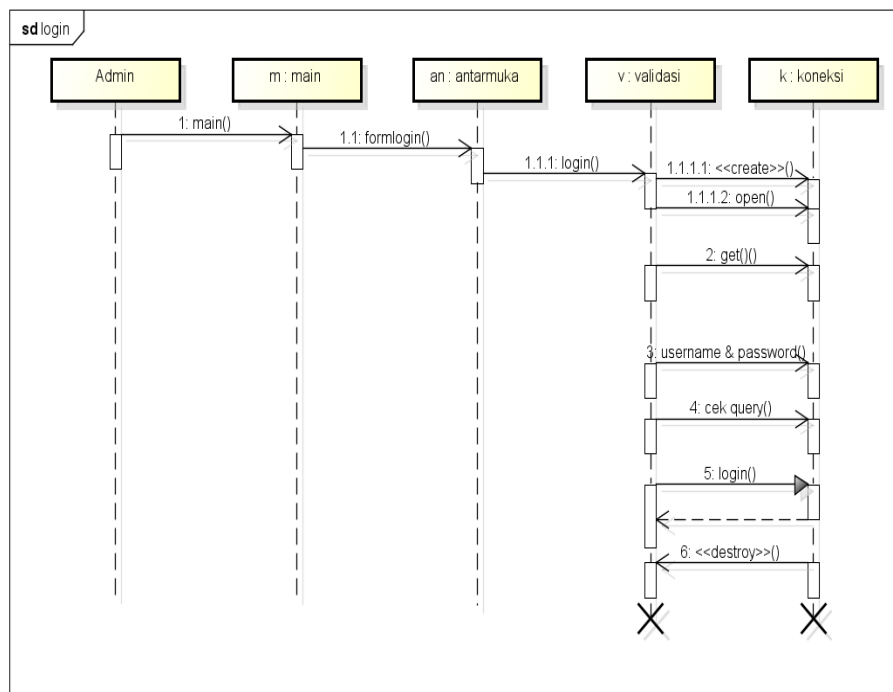 sd login
Admin
m : main
an : antarmuka
v : validasi
k : koneksi
1: main()
1.1: formlogin()
1.1.1: login()
1.1.1.1: <<create>>()
1.1.1.2: open()
2: get()()
3: username & password()
4: cek query()
5: login()
6: <<destroy>>()